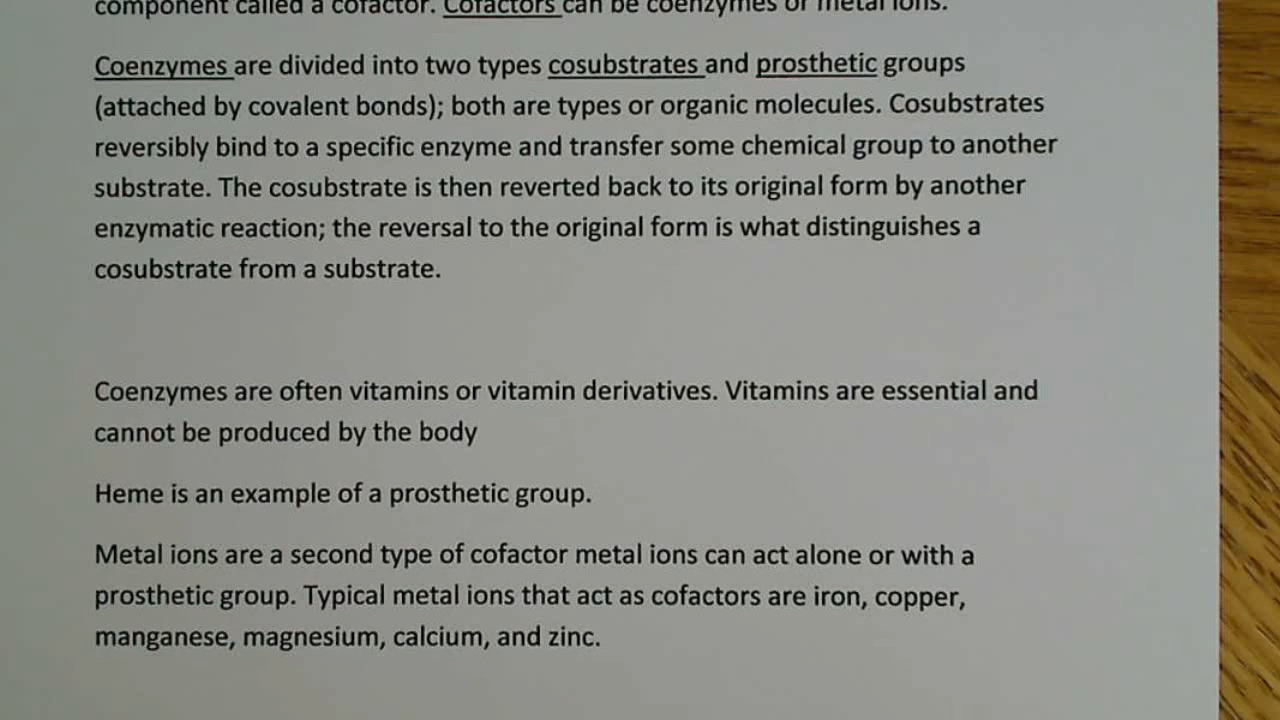 component called a cofactor. Cofactors can be coenzymes or metal ions.
Coenzymes are divided into two types cosubstrates and prosthetic groups
(attached by covalent bonds); both are types or organic molecules. Cosubstrates
reversibly bind to a specific enzyme and transfer some chemical group to another
substrate. The cosubstrate is then reverted back to its original form by another
enzymatic reaction; the reversal to the original form is what distinguishes a
cosubstrate from a substrate.
Coenzymes are often vitamins or vitamin derivatives. Vitamins are essential and
cannot be produced by the body
Heme is an example of a prosthetic group.
Metal ions are a second type of cofactor metal ions can act alone or with a
prosthetic group. Typical metal ions that act as cofactors are iron, copper,
manganese, magnesium, calcium, and zinc.